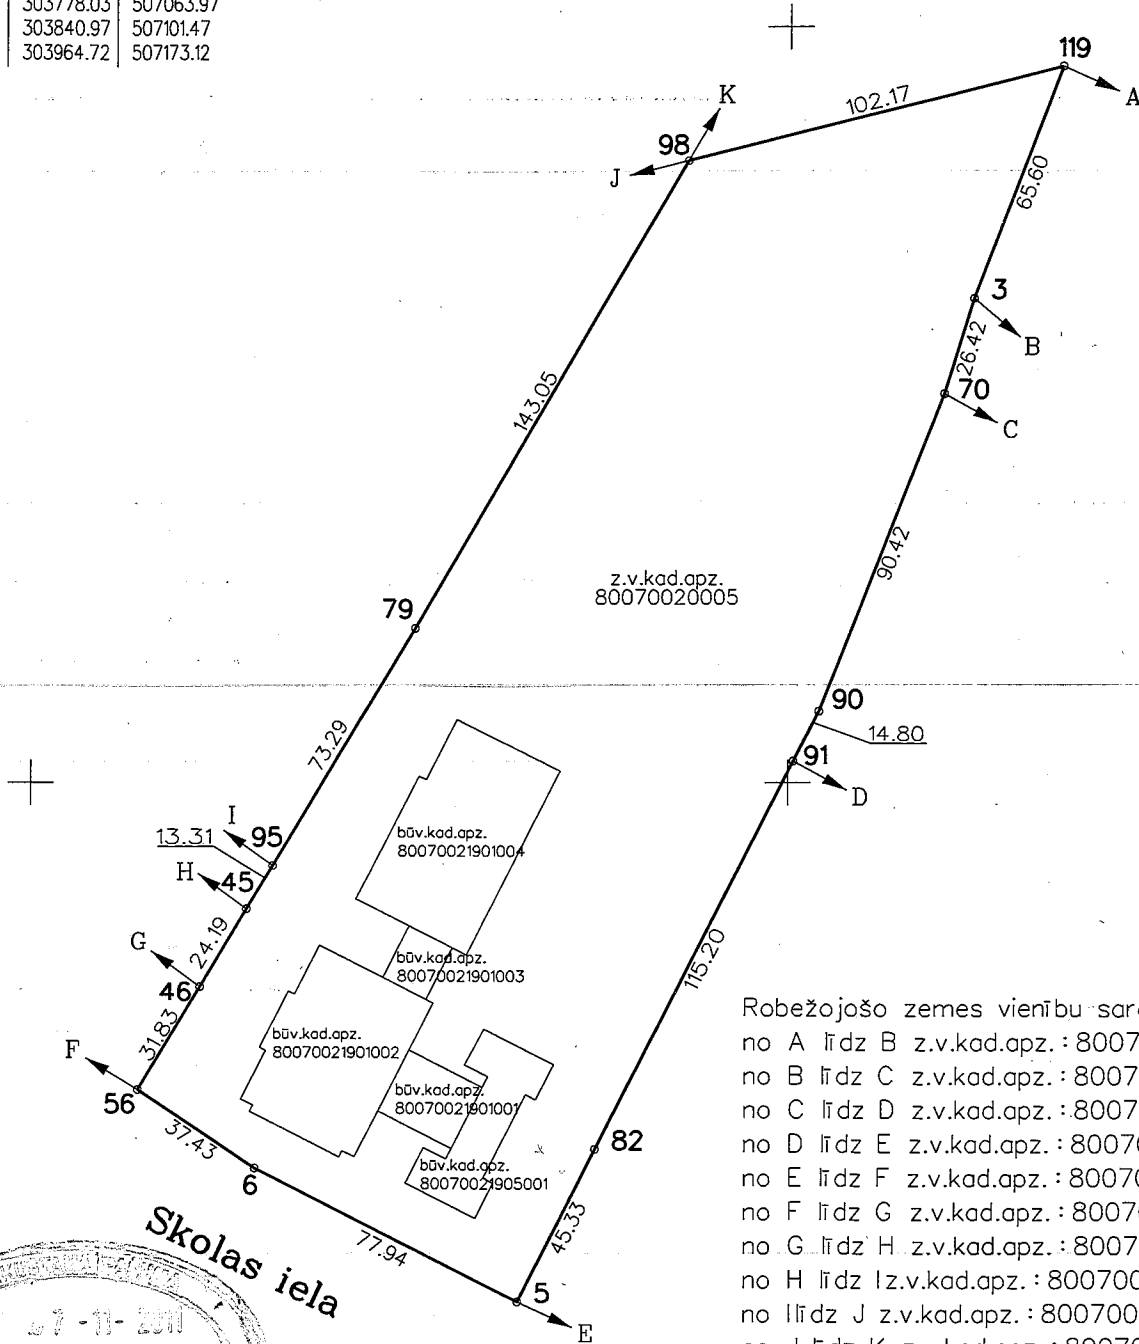 303778.03 507063.97
303840.97 507101.47
303964.72 507173.12
119
A
K
102.17
98
J
65.60
3
B
26.42
70
C
143.05
90.42
z.v.kad.apz.
80070020005
79
90
14.80
73.29
91
D
I
95
13.31
būv.kad.apz.
80070021901004
H
45
24.19
G
būv.kad.apz.
80070021901003
115.20
46
būv.kad.apz.
80070021901002
31.83
F
būv.kad.apz.
80070021901001
56
37.43
82
būv.kad.apz.
80070021905001
6
45.33
77.94
Skolas iela
5
E
Robežojošo zemes vienību
no A līdz B z.v.kad.apz.: 8007
no B līdz C z.v.kad.apz.: 8007
no C līdz D z.v.kad.apz.: 8007
no D līdz E z.v.kad.apz.: 8007
no E līdz F z.v.kad.apz.: 8007
no F līdz G z.v.kad.apz.: 8007
no G līdz H z.v.kad.apz.: 8007
no H līdz I z.v.kad.apz.: 800700
no I līdz J z.v.kad.apz.: 800700
-11- 2011